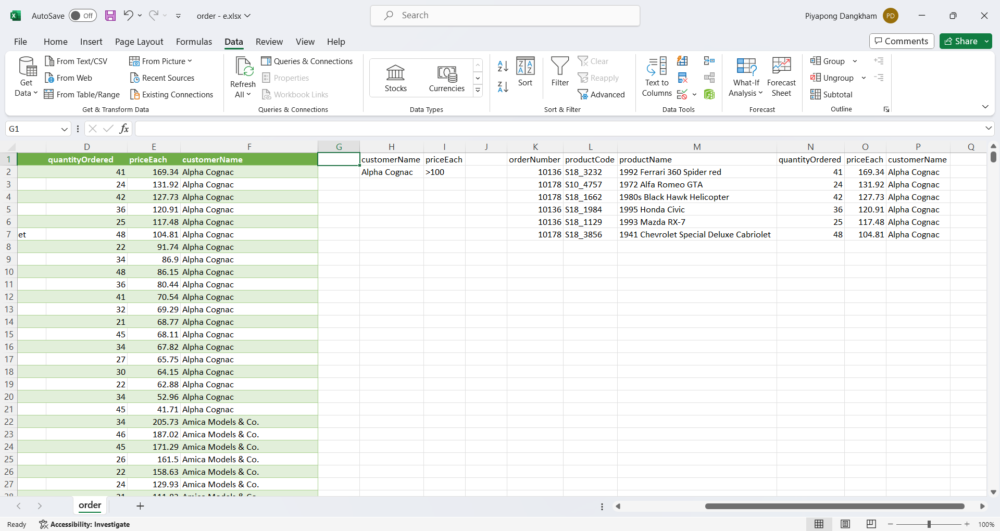 AutoSave Off order - e.xlsx Search Piyapong Dangkham PD
File Home Insert Page Layout Formulas Data Review View Help Comments Share
Get Data
From Text/CSV
From Web
From Table/Range
From Picture
Recent Sources
Existing Connections
Get & Transform Data
Refresh All
Queries & Connections
Properties
Workbook Links
Queries & Connections
Stocks Currencies
Data Types
Sort Filter
Clear
Reapply
Advanced
Sort & Filter
Text to Columns
Data Tools
What-If Analysis
Forecast Sheet
Forecast
Group
Ungroup
Subtotal
Outline
G1 fx
D E F G H I J K L M N O P Q
1 quantityOrdered priceEach customerName customerName priceEach orderNumber productCode productName quantityOrdered priceEach customerName
2 41 169.34 Alpha Cognac Alpha Cognac >100 10136 S18_3232 1992 Ferrari 360 Spider red 41 169.34 Alpha Cognac
3 24 131.92 Alpha Cognac 10178 S10_4757 1972 Alfa Romeo GTA 24 131.92 Alpha Cognac
4 42 127.73 Alpha Cognac 10178 S18_1662 1980s Black Hawk Helicopter 42 127.73 Alpha Cognac
5 36 120.91 Alpha Cognac 10136 S18_1984 1995 Honda Civic 36 120.91 Alpha Cognac
6 25 117.48 Alpha Cognac 10136 S18_1129 1993 Mazda RX-7 25 117.48 Alpha Cognac
7 et 48 104.81 Alpha Cognac 10178 S18_3856 1941 Chevrolet Special Deluxe Cabriolet 48 104.81 Alpha Cognac
8 22 91.74 Alpha Cognac
9 34 86.9 Alpha Cognac
10 48 86.15 Alpha Cognac
11 36 80.44 Alpha Cognac
12 41 70.54 Alpha Cognac
13 32 69.29 Alpha Cognac
14 21 68.77 Alpha Cognac
15 45 68.11 Alpha Cognac
16 34 67.82 Alpha Cognac
17 27 65.75 Alpha Cognac
18 30 64.15 Alpha Cognac
19 22 62.88 Alpha Cognac
20 34 52.96 Alpha Cognac
21 45 41.71 Alpha Cognac
22 34 205.73 Amica Models & Co.
23 46 187.02 Amica Models & Co.
24 45 171.29 Amica Models & Co.
25 26 161.5 Amica Models & Co.
26 22 158.63 Amica Models & Co.
27 24 129.93 Amica Models & Co.
order
Ready Accessibility: Investigate 100%